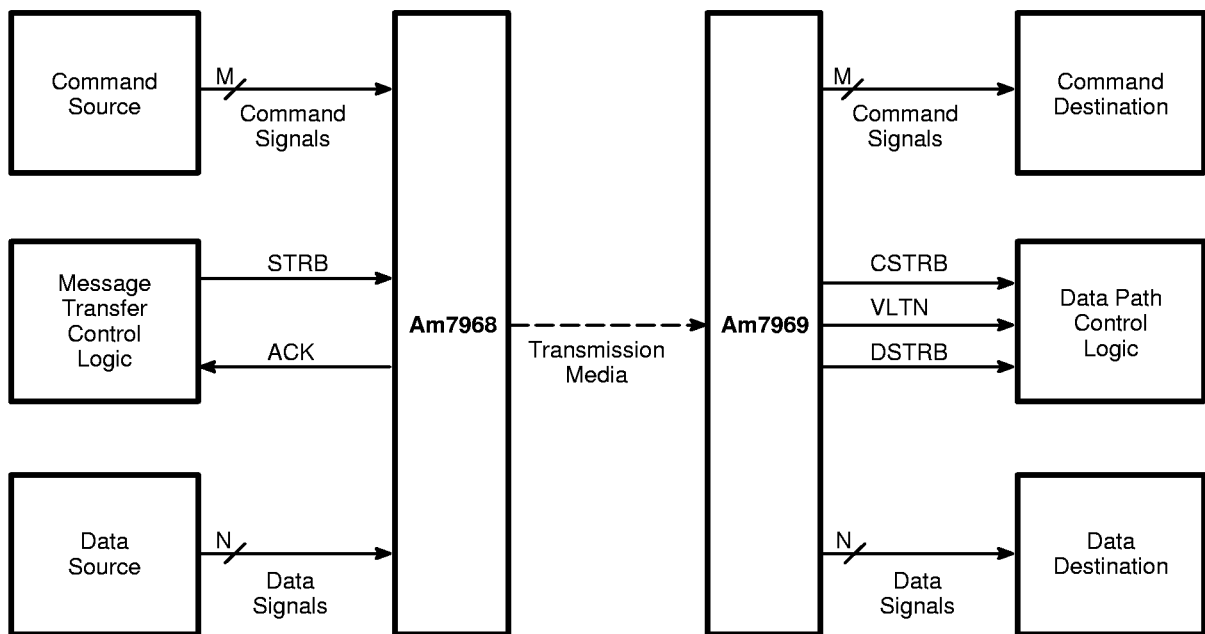 Command
Source
M
Command
Signals
M
Command
Signals
Command
Destination
Message
Transfer
Control
Logic
STRB
ACK
Am7968
Transmission
Media
Am7969
CSTRB
VLTN
DSTRB
Data Path
Control
Logic
Data
Source
N
Data
Signals
N
Data
Signals
Data
Destination